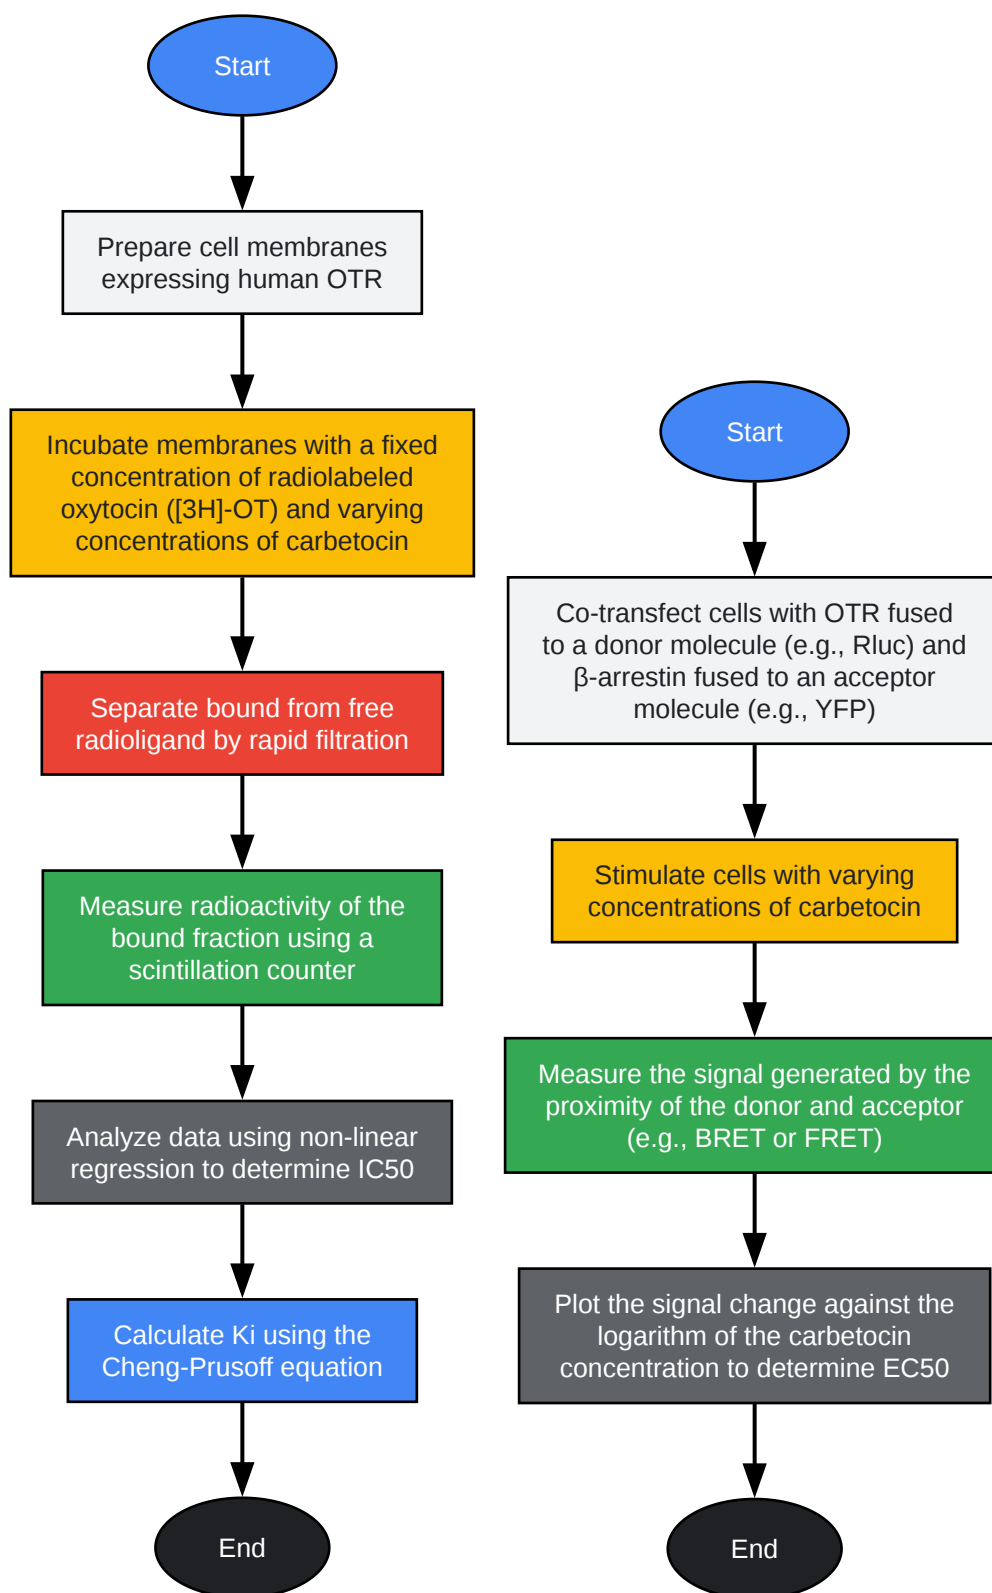 Start
Prepare cell membranes
expressing human OTR
Incubate membranes with a fixed
concentration of radiolabeled
oxytocin ([3H]-OT) and varying
concentrations of carbetocin
Separate bound from free
radioligand by rapid filtration
Measure radioactivity of the
bound fraction using a
scintillation counter
Analyze data using non-linear
regression to determine IC50
Calculate Ki using the
Cheng-Prusoff equation
End
Start
Co-transfect cells with OTR fused
to a donor molecule (e.g., Rluc) and
β-arrestin fused to an acceptor
molecule (e.g., YFP)
Stimulate cells with varying
concentrations of carbetocin
Measure the signal generated by the
proximity of the donor and acceptor
(e.g., BRET or FRET)
Plot the signal change against the
logarithm of the carbetocin
concentration to determine EC50
End